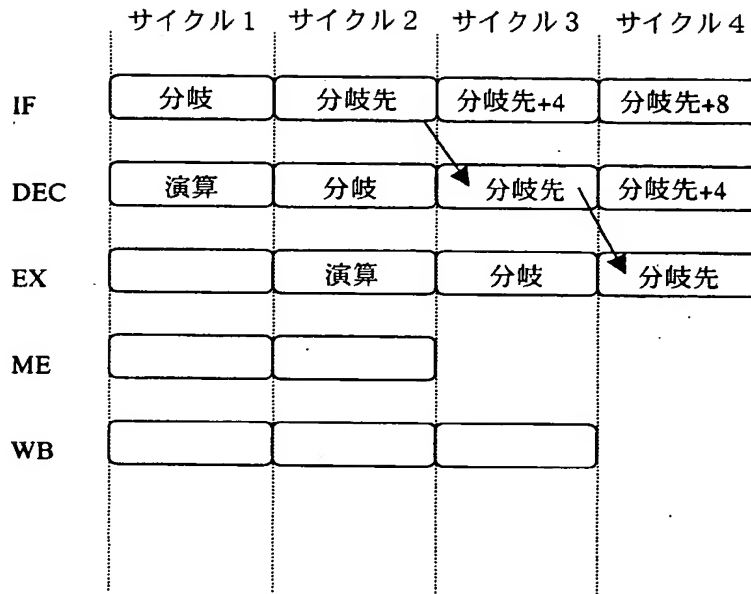 サイクル1 サイクル2 サイクル3 サイクル4
IF 分岐 分岐先 分岐先+4 分岐先+8
DEC 演算 分岐 分岐先 分岐先+4
EX 演算 分岐 分岐先
ME
WB